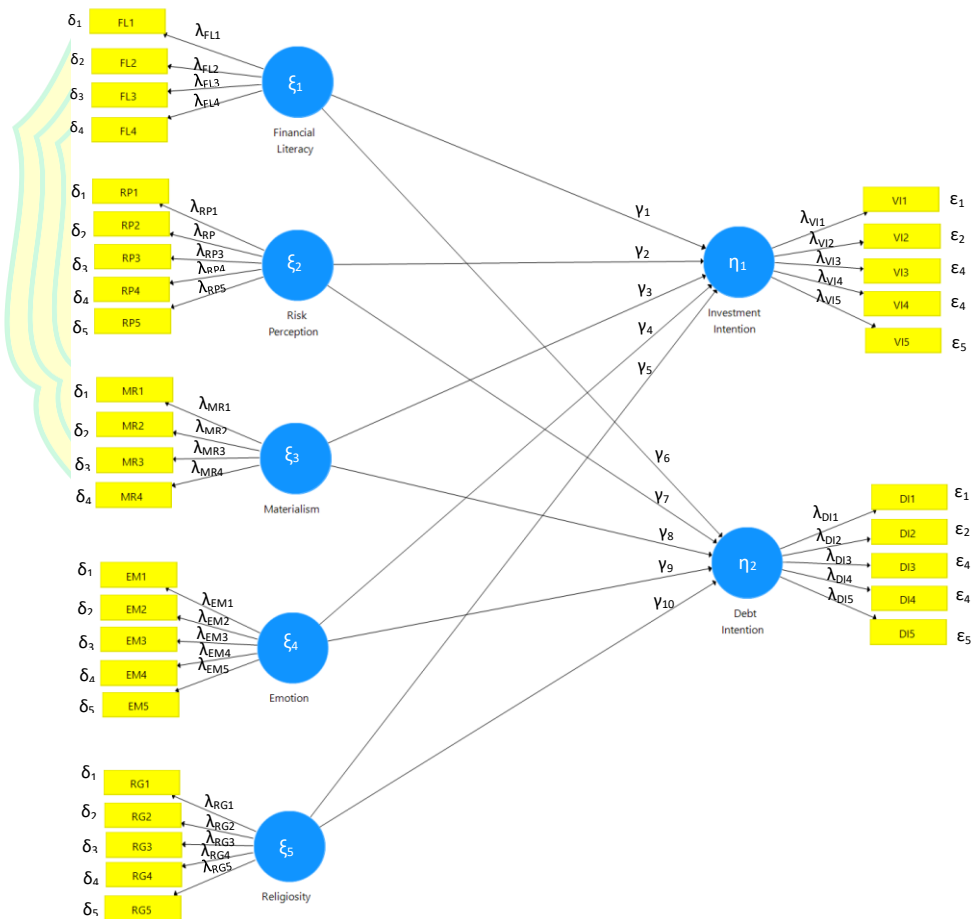 δ₁ FL1 λFL1
δ₂ FL2 λFL2
δ₃ FL3 λFL3
δ₄ FL4 λFL4
ξ₁
Financial
Literacy
δ₁ RP1 λRP1
δ₂ RP2 λRP
δ₃ RP3 λRP3
δ₄ RP4 λRP4
δ₅ RP5 λRP5
ξ₂
Risk
Perception
δ₁ MR1 λMR1
δ₂ MR2 λMR2
δ₃ MR3 λMR3
δ₄ MR4 λMR4
ξ₃
Materialism
δ₁ EM1 λEM1
δ₂ EM2 λEM2
δ₃ EM3 λEM3
δ₄ EM4 λEM4
δ₅ EM5 λEM5
ξ₄
Emotion
δ₁ RG1 λRG1
δ₂ RG2 λRG2
δ₃ RG3 λRG3
δ₄ RG4 λRG4
δ₅ RG5 λRG5
ξ₅
Religiosity
γ₁
γ₂
γ₃
γ₄
γ₅
γ₆
γ₇
γ₈
γ₉
γ₁₀
η₁
Investment
Intention
λVI1 VI1 ε₁
λVI2 VI2 ε₂
λVI3 VI3 ε₄
λVI4 VI4 ε₄
λVI5 VI5 ε₅
η₂
Debt
Intention
λDI1 DI1 ε₁
λDI2 DI2 ε₂
λDI3 DI3 ε₄
λDI4 DI4 ε₄
λDI5 DI5 ε₅